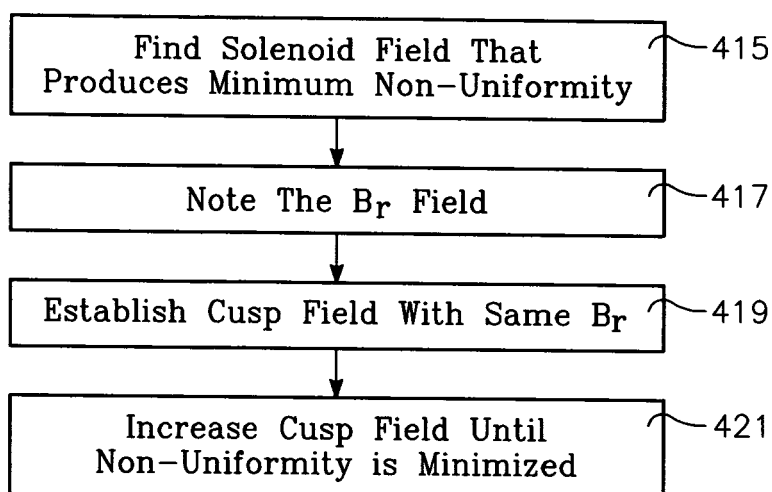 Find Solenoid Field That
Produces Minimum Non-Uniformity
415
Note The Br Field
417
Establish Cusp Field With Same Br
419
Increase Cusp Field Until
Non-Uniformity is Minimized
421